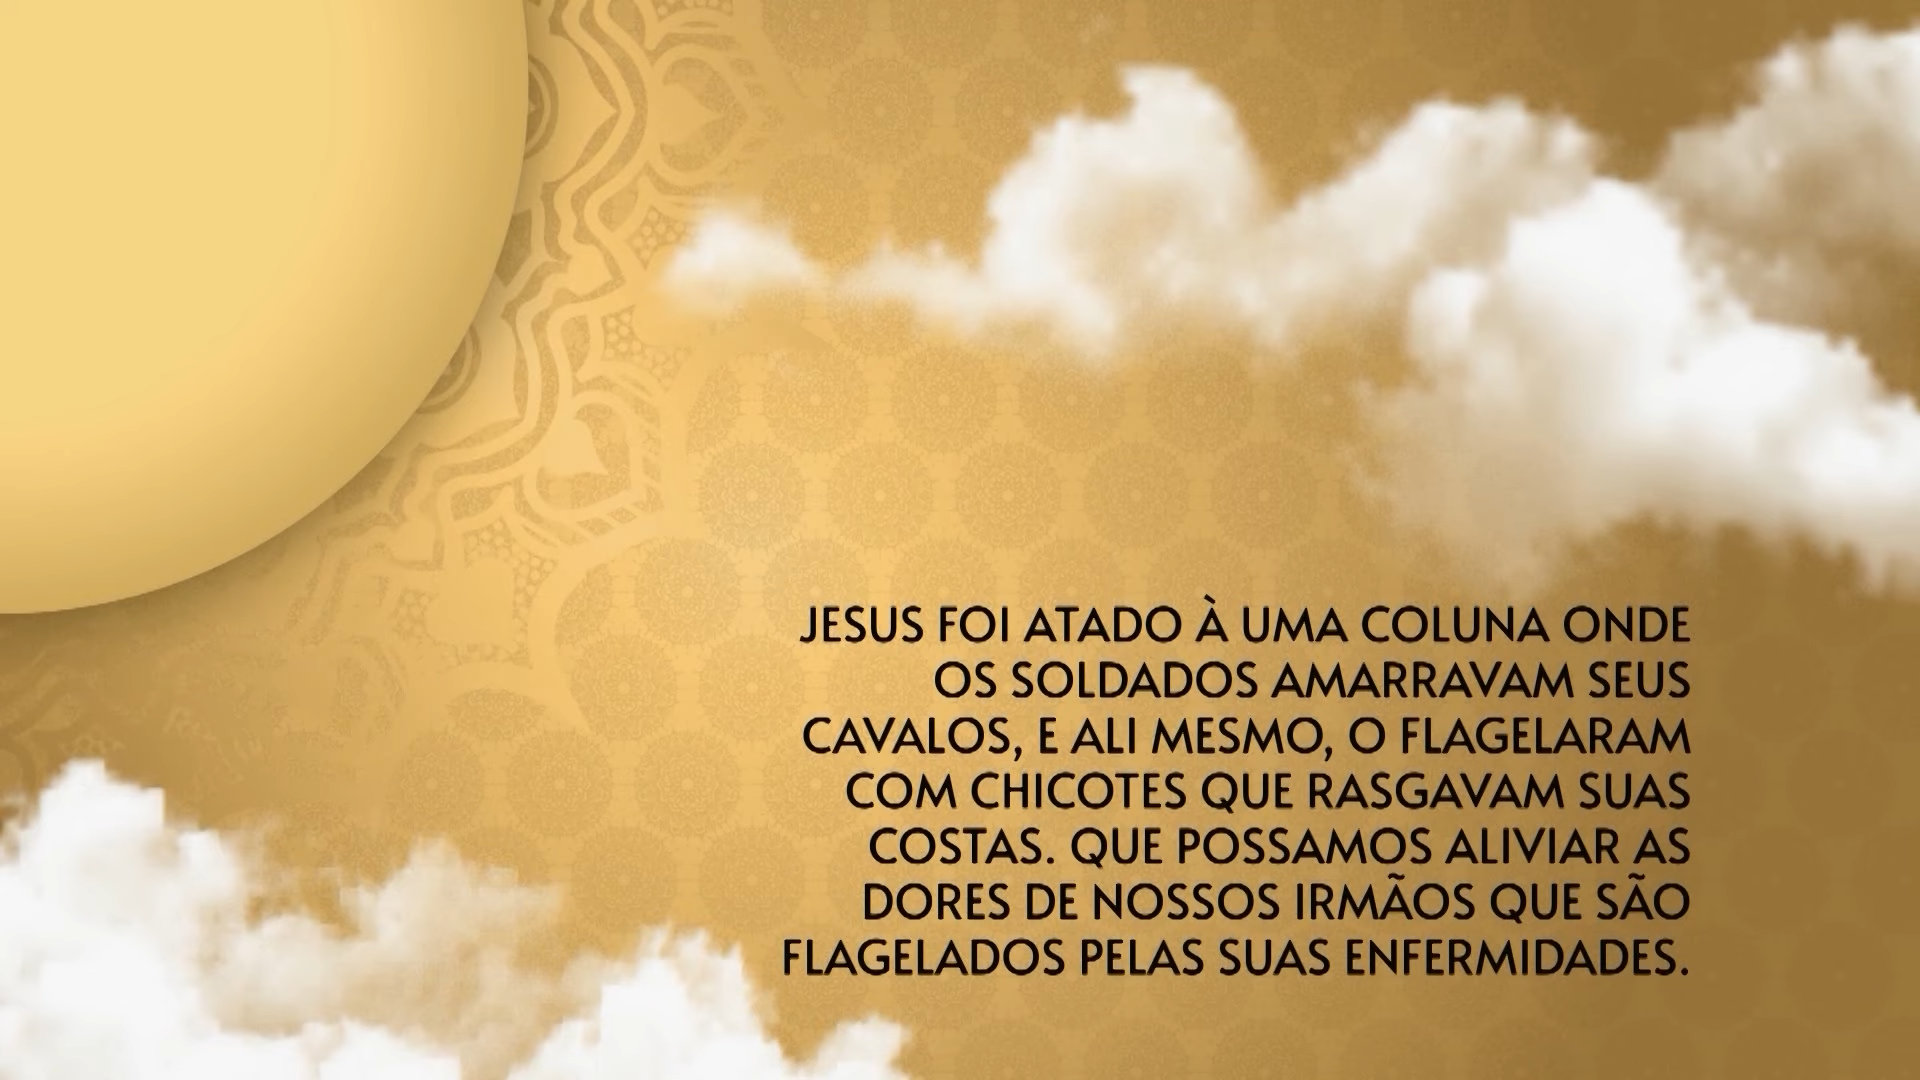 JESUS FOI ATADO À UMA COLUNA ONDE
OS SOLDADOS AMARRAVAM SEUS
CAVALOS, E ALI MESMO, O FLAGELARAM
COM CHICOTES QUE RASGAVAM SUAS
COSTAS. QUE POSSAMOS ALIVIAR AS
DORES DE NOSSOS IRMÃOS QUE SÃO
FLAGELADOS PELAS SUAS ENFERMIDADES.